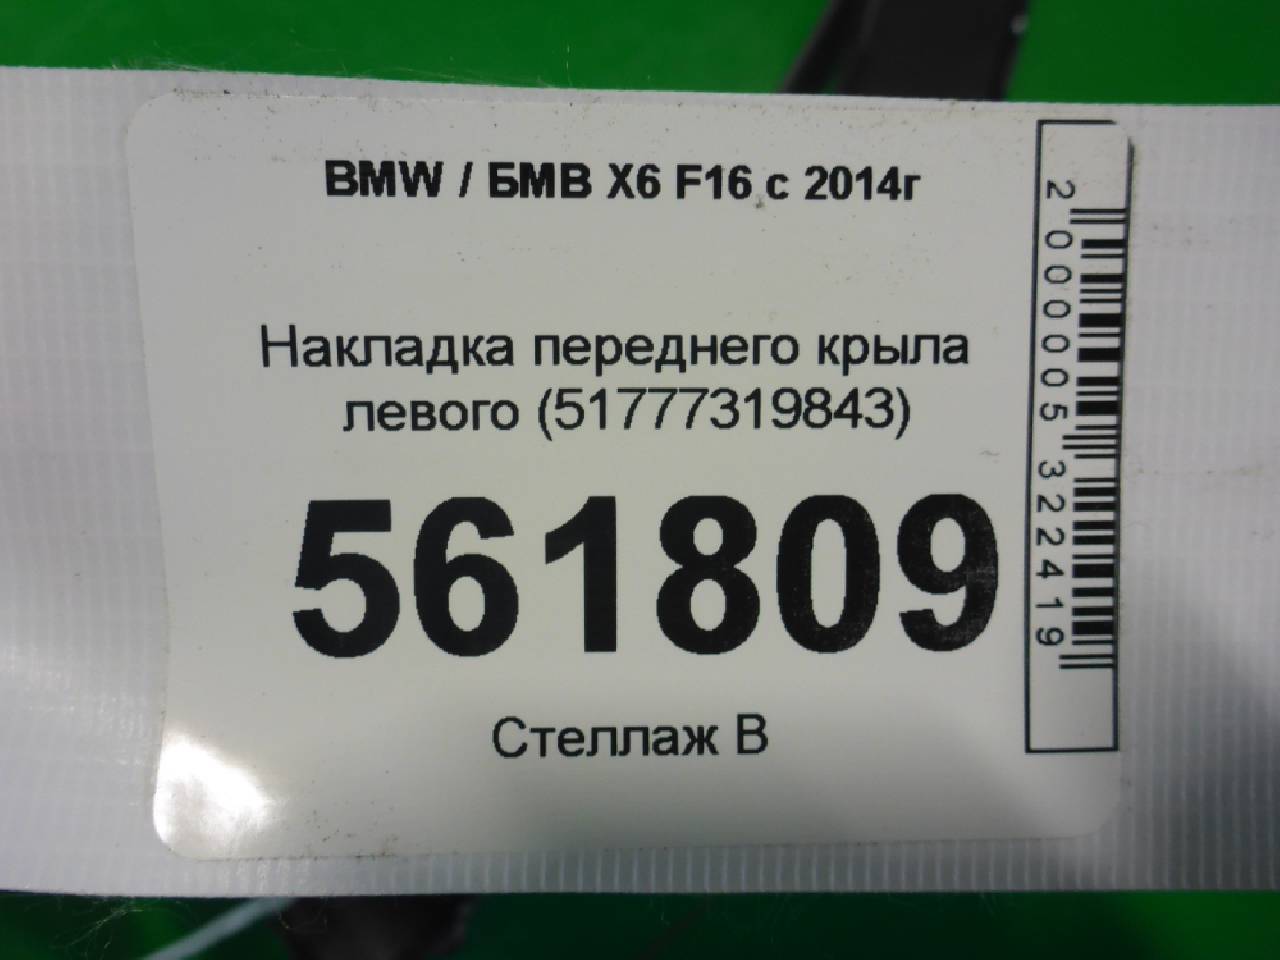 BMW / БМВ X6 F16 с 2014г
Накладка переднего крыла
левого (51777319843)
561809
Стеллаж В
2000005322419